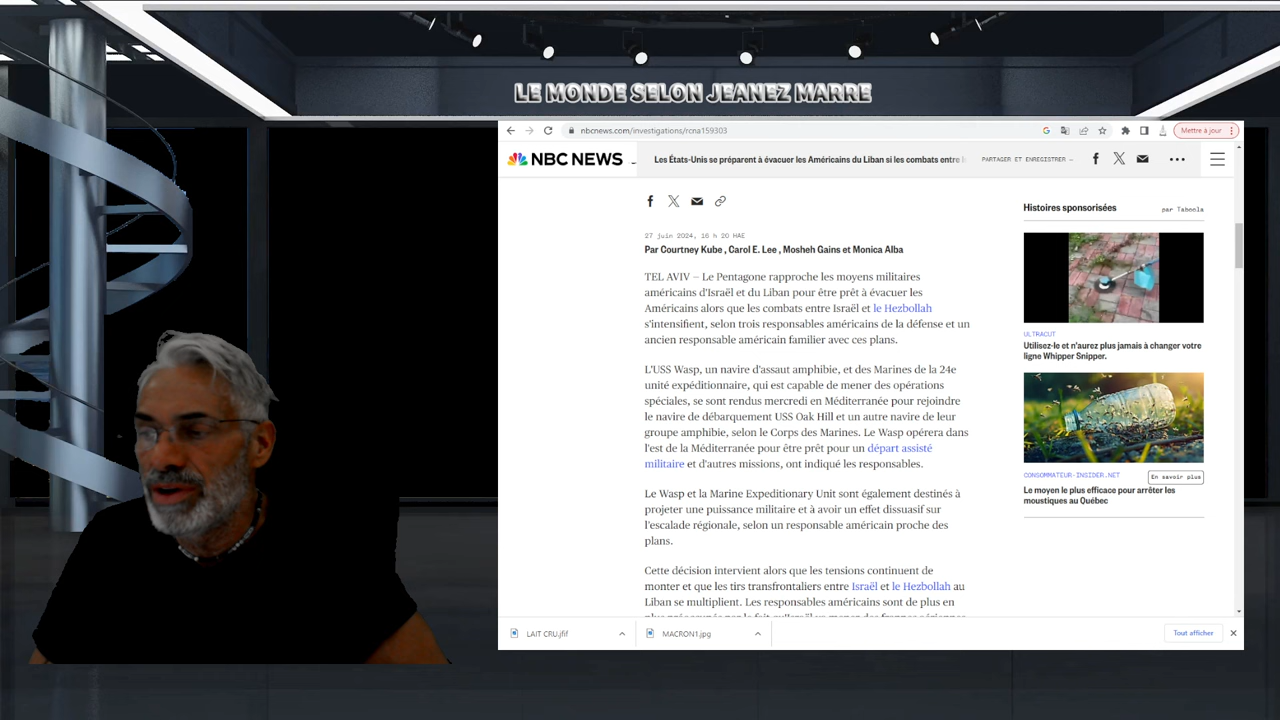 LE MONDE SELON JEANEZ MARRE
nbcnews.com/investigations/rcna159303
Mettre à jour
NBC NEWS
Les États-Unis se préparent à évacuer les Américains du Liban si les combats entre
PARTAGER ET ENREGISTRER —
Histoires sponsorisées
par Taboola
27 juin 2024, 16 h 20 HAE
Par Courtney Kube , Carol E. Lee , Mosheh Gains et Monica Alba
TEL AVIV — Le Pentagone rapproche les moyens militaires
américains d'Israël et du Liban pour être prêt à évacuer les
Américains alors que les combats entre Israël et le Hezbollah
s'intensifient, selon trois responsables américains de la défense et un
ancien responsable américain familier avec ces plans.
L'USS Wasp, un navire d'assaut amphibie, et des Marines de la 24e
unité expéditionnaire, qui est capable de mener des opérations
spéciales, se sont rendus mercredi en Méditerranée pour rejoindre
le navire de débarquement USS Oak Hill et un autre navire de leur
groupe amphibie, selon le Corps des Marines. Le Wasp opérera dans
l'est de la Méditerranée pour être prêt pour un départ assisté
militaire et d'autres missions, ont indiqué les responsables.
Le Wasp et la Marine Expeditionary Unit sont également destinés à
projeter une puissance militaire et à avoir un effet dissuasif sur
l'escalade régionale, selon un responsable américain proche des
plans.
Cette décision intervient alors que les tensions continuent de
monter et que les tirs transfrontaliers entre Israël et le Hezbollah au
Liban se multiplient. Les responsables américains sont de plus en
ULTRACUT
Utilisez-le et n'aurez plus jamais à changer votre
ligne Whipper Snipper.
CONSOMMATEUR-INSIDER.NET
En savoir plus
Le moyen le plus efficace pour arrêter les
moustiques au Québec
LAIT CRU.jfif
MACRON1.jpg
Tout afficher